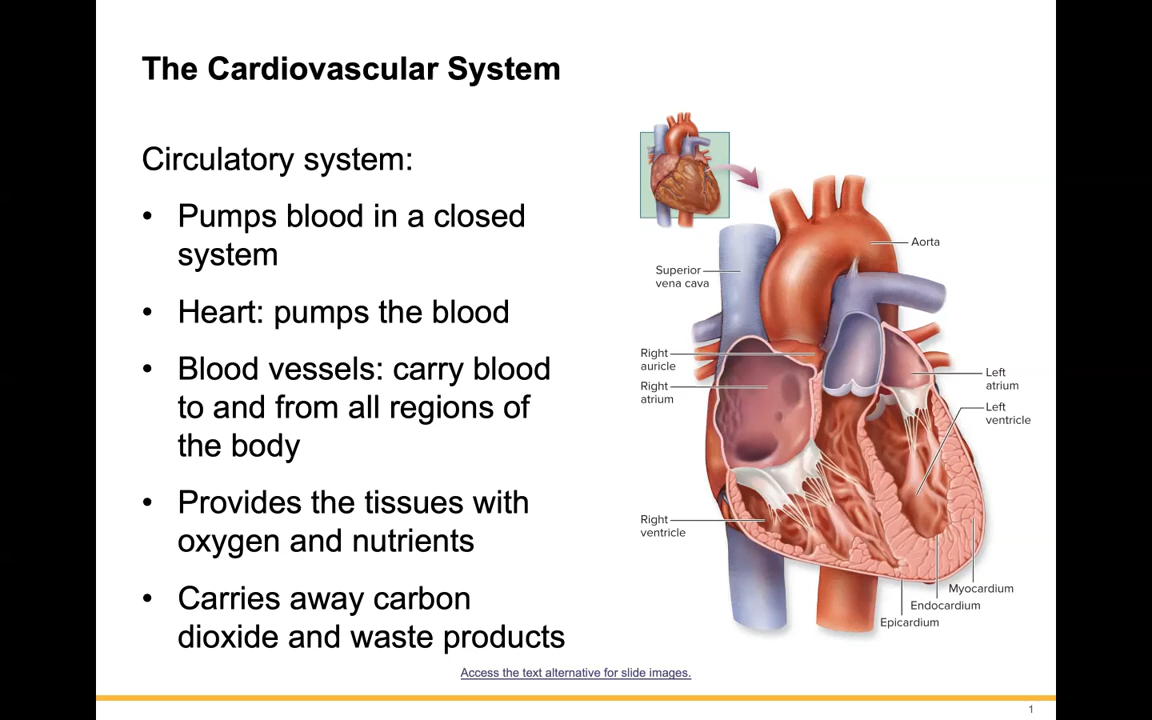 The Cardiovascular System
Circulatory system:
• Pumps blood in a closed
system
• Heart: pumps the blood
• Blood vessels: carry blood
to and from all regions of
the body
• Provides the tissues with
oxygen and nutrients
• Carries away carbon
dioxide and waste products
Aorta
Superior
vena cava
Right
auricle
Right
atrium
Left
atrium
Left
ventricle
Right
ventricle
Myocardium
Endocardium
Epicardium
Access the text alternative for slide images.
1